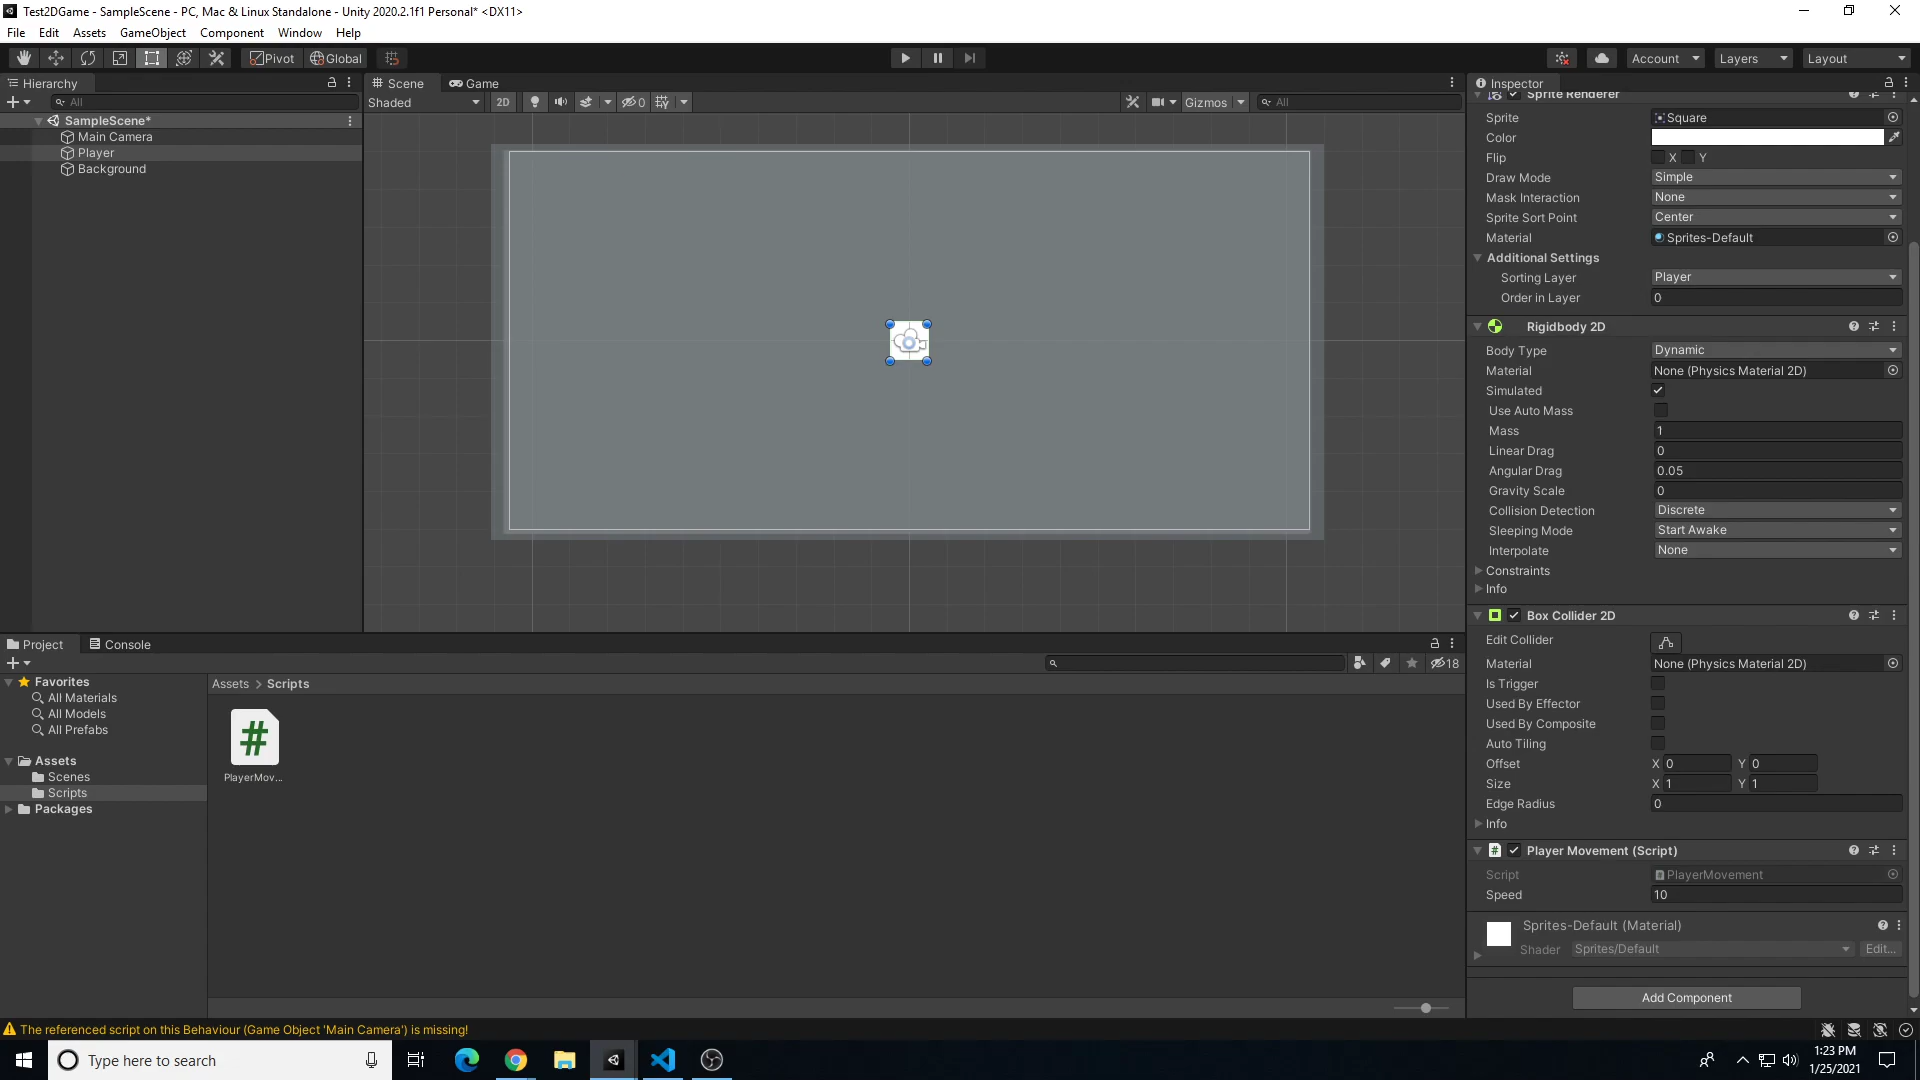 Test2DGame - SampleScene - PC, Mac & Linux Standalone - Unity 2020.2.1f1 Personal* <DX11>
File Edit Assets GameObject Component Window Help
Pivot Global Account Layers Layout
Hierarchy
All
SampleScene*
Main Camera
Player
Background
Scene Game
Shaded 2D 0 Gizmos All
Inspector
Sprite Renderer
Sprite Square
Color
Flip X Y
Draw Mode Simple
Mask Interaction None
Sprite Sort Point Center
Material Sprites-Default
Additional Settings
Sorting Layer Player
Order in Layer 0
Rigidbody 2D
Body Type Dynamic
Material None (Physics Material 2D)
Simulated
Use Auto Mass
Mass 1
Linear Drag 0
Angular Drag 0.05
Gravity Scale 0
Collision Detection Discrete
Sleeping Mode Start Awake
Interpolate None
Constraints
Info
Box Collider 2D
Edit Collider
Material None (Physics Material 2D)
Is Trigger
Used By Effector
Used By Composite
Auto Tiling
Offset X 0 Y 0
Size X 1 Y 1
Edge Radius 0
Info
# Player Movement (Script)
Script PlayerMovement
Speed 10
Sprites-Default (Material)
Shader Sprites/Default Edit...
Add Component
Project Console
18
Favorites
All Materials
All Models
All Prefabs
Assets
Scenes
Scripts
Packages
Assets > Scripts
#
PlayerMov...
The referenced script on this Behaviour (Game Object 'Main Camera') is missing!
Type here to search
1:23 PM
1/25/2021